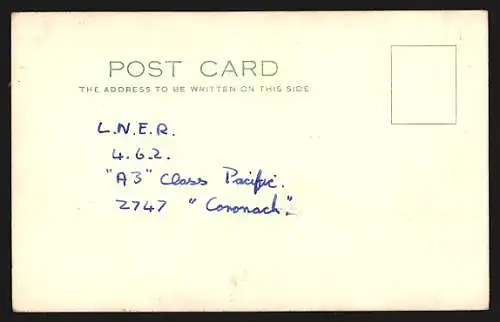 POST CARD
THE ADDRESS TO BE WRITTEN ON THIS SIDE
L.N.E.R.
4.6.2.
"A3" Class Pacific.
2747 "Coronach".